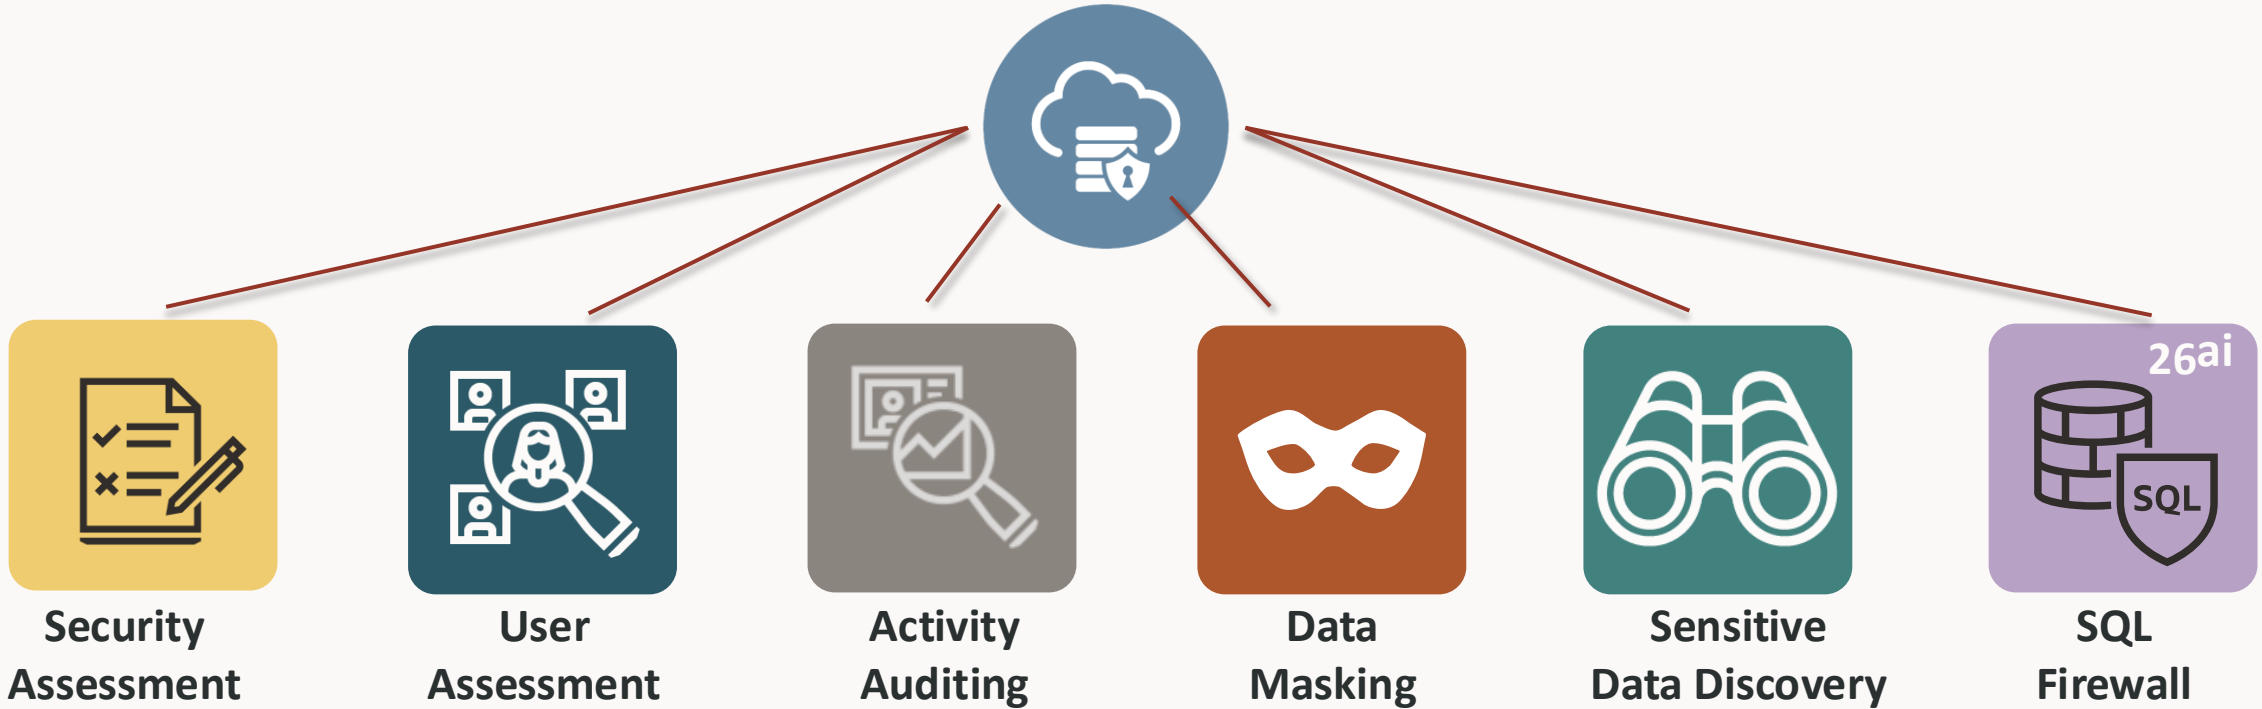 26ai
SQL
Security
Assessment
User
Assessment
Activity
Auditing
Data
Masking
Sensitive
Data Discovery
SQL
Firewall